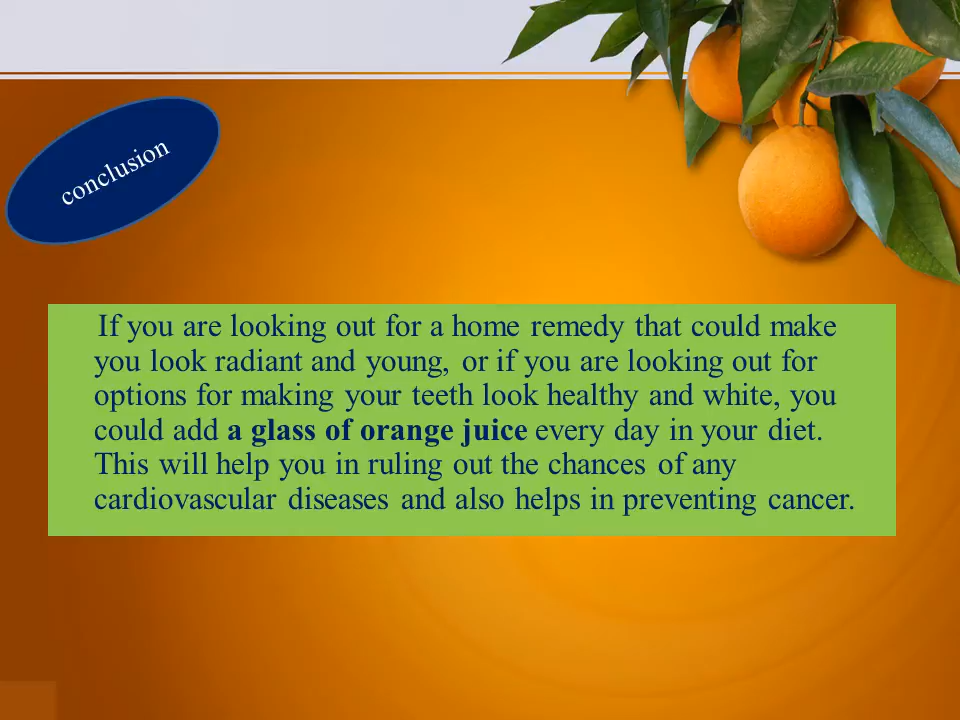 conclusion
If you are looking out for a home remedy that could make
you look radiant and young, or if you are looking out for
options for making your teeth look healthy and white, you
could add a glass of orange juice every day in your diet.
This will help you in ruling out the chances of any
cardiovascular diseases and also helps in preventing cancer.